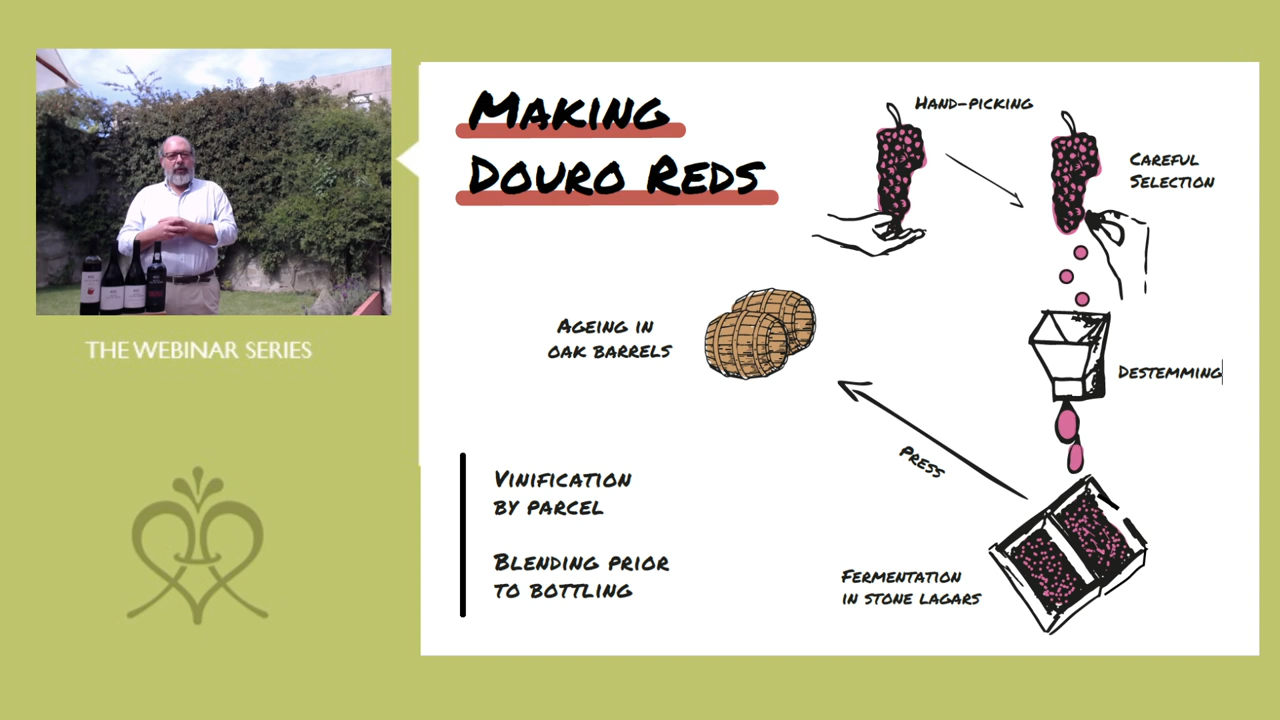 Making
Douro Reds
Hand-picking
Careful
Selection
Destemming
Fermentation
in stone lagars
Press
Ageing in
oak barrels
Vinification
by parcel
Blending prior
to bottling
THE WEBINAR SERIES